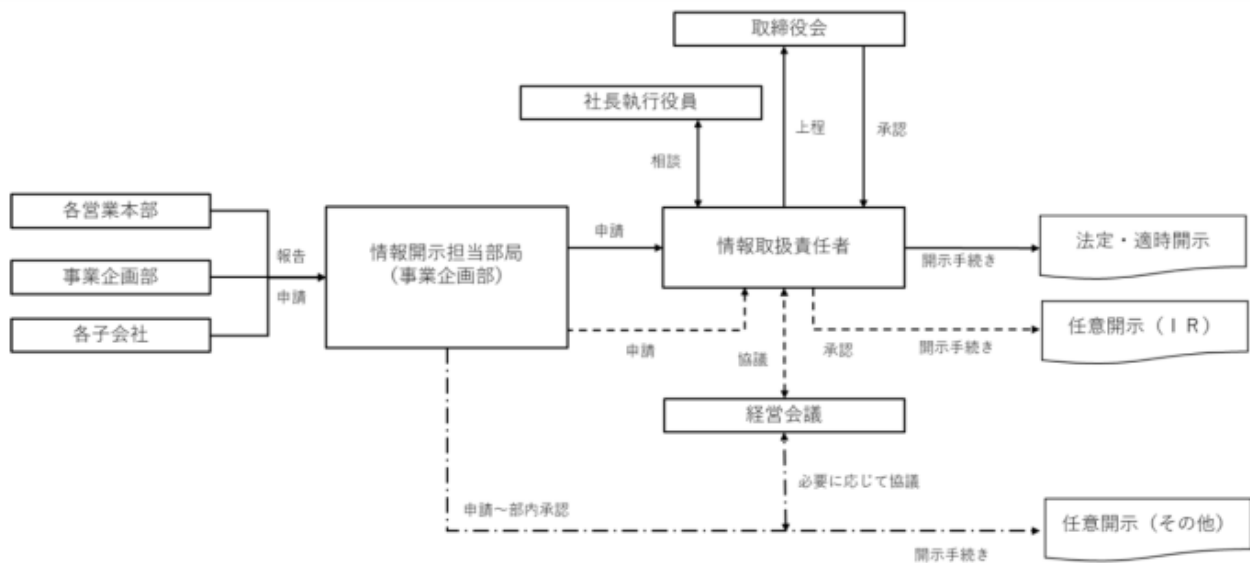 取締役会
社長執行役員
上程
承認
相談
各営業本部
事業企画部
各子会社
報告
申請
情報開示担当部局
（事業企画部）
申請
情報取扱責任者
開示手続き
法定・適時開示
申請
協議
承認
開示手続き
任意開示（ＩＲ）
経営会議
必要に応じて協議
申請～部内承認
開示手続き
任意開示（その他）